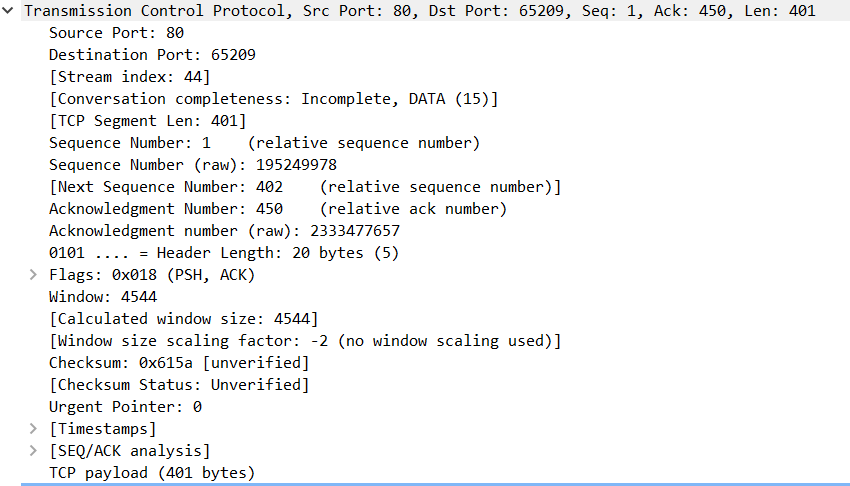 Transmission Control Protocol, Src Port: 80, Dst Port: 65209, Seq: 1, Ack: 450, Len: 401
Source Port: 80
Destination Port: 65209
[Stream index: 44]
[Conversation completeness: Incomplete, DATA (15)]
[TCP Segment Len: 401]
Sequence Number: 1    (relative sequence number)
Sequence Number (raw): 195249978
[Next Sequence Number: 402    (relative sequence number)]
Acknowledgment Number: 450    (relative ack number)
Acknowledgment number (raw): 2333477657
0101 .... = Header Length: 20 bytes (5)
Flags: 0x018 (PSH, ACK)
Window: 4544
[Calculated window size: 4544]
[Window size scaling factor: -2 (no window scaling used)]
Checksum: 0x615a [unverified]
[Checksum Status: Unverified]
Urgent Pointer: 0
[Timestamps]
[SEQ/ACK analysis]
TCP payload (401 bytes)